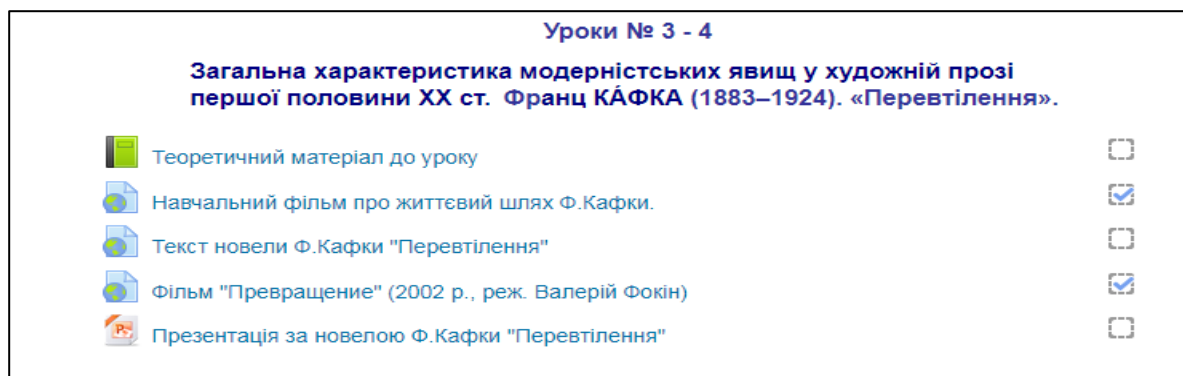 Уроки № 3 - 4
Загальна характеристика модерністських явищ у художній прозі
першої половини ХХ ст. Франц КА́ФКА (1883–1924). «Перевтілення».
Теоретичний матеріал до уроку
Навчальний фільм про життєвий шлях Ф.Кафки.
Текст новели Ф.Кафки "Перевтілення"
Фільм "Превращение" (2002 р., реж. Валерій Фокін)
Презентація за новелою Ф.Кафки "Перевтілення"